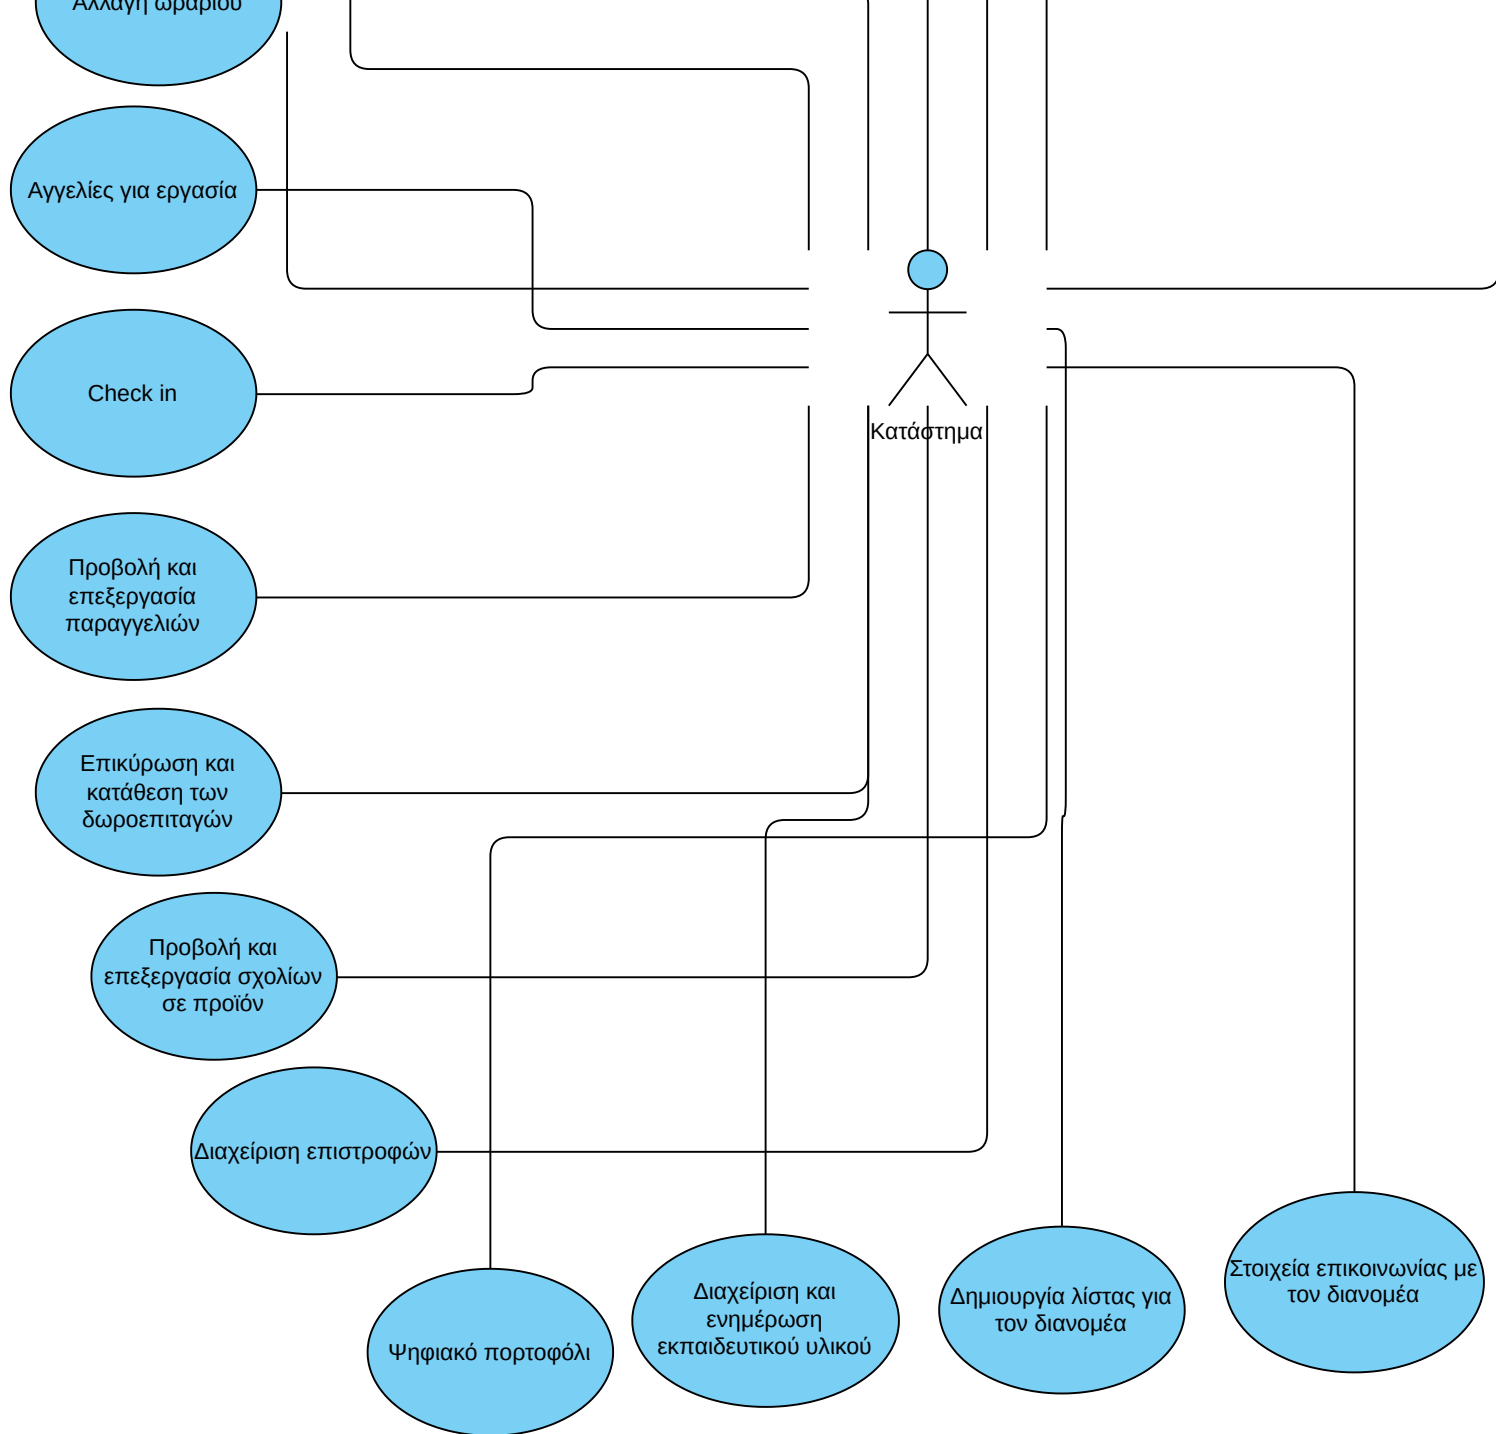 Αλλαγή ωραρίου
Αγγελίες για εργασία
Check in
Κατάστημα
Προβολή και
επεξεργασία
παραγγελιών
Επικύρωση και
κατάθεση των
δωροεπιταγών
Προβολή και
επεξεργασία σχολίων
σε προϊόν
Διαχείριση επιστροφών
Ψηφιακό πορτοφόλι
Διαχείριση και
ενημέρωση
εκπαιδευτικού υλικού
Δημιουργία λίστας για
τον διανομέα
Στοιχεία επικοινωνίας με
τον διανομέα